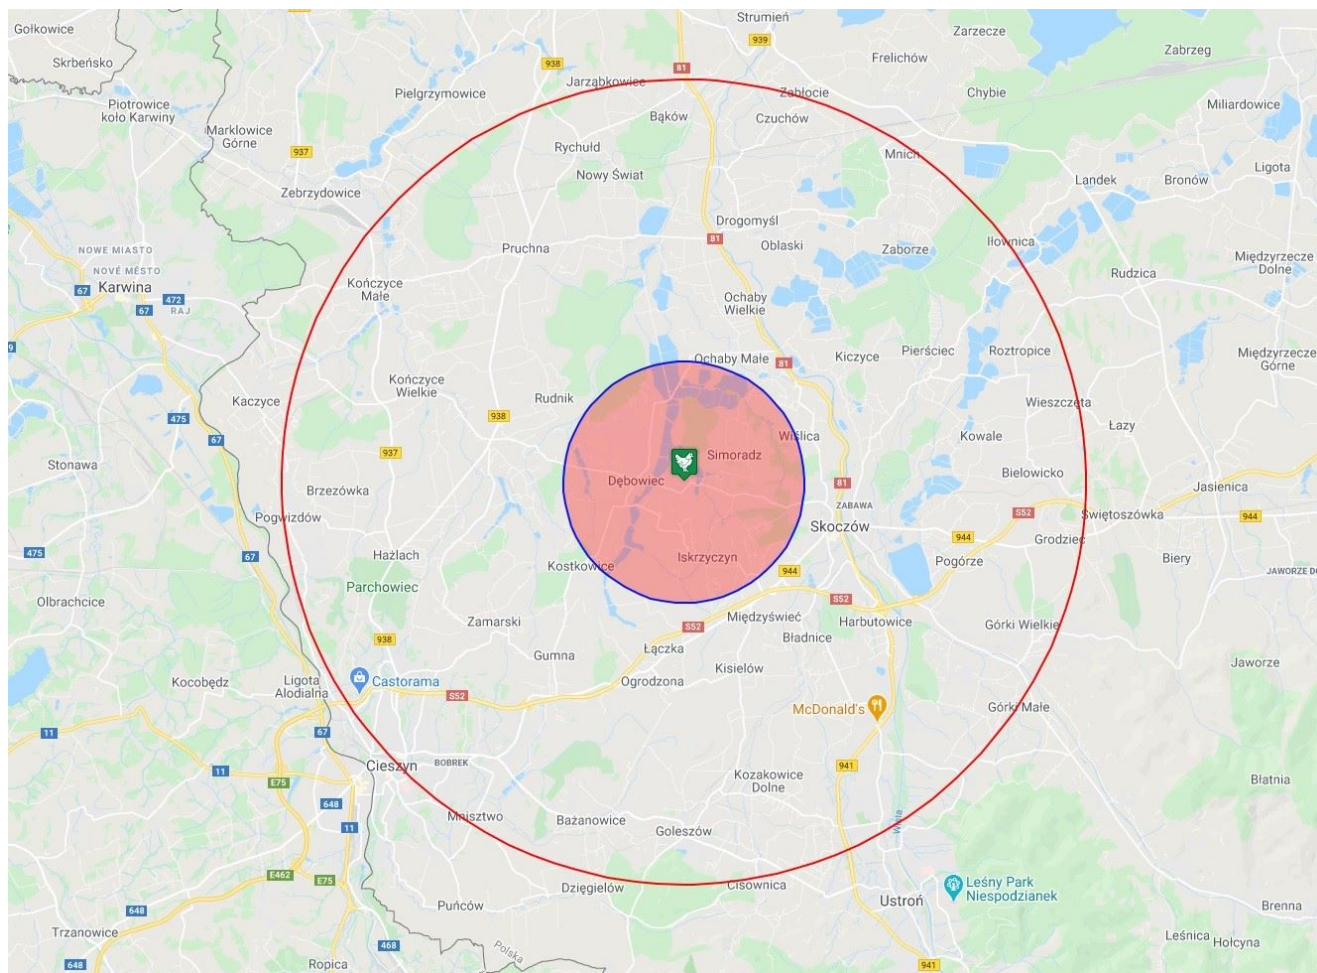 Gołkowice
Strumień
939
Zarzecze
Skrbeńsko
938
81
Frelichów
Zabrzeg
Jarząbkowice
Pielgrzymowice
Zabłocie
Chybie
Piotrowice
koło Karwiny
Miliardowice
Bąków
Czuchów
Marklowice
Górne
937
Rychułd
Mnich
Nowy Świat
Landek
Bronów
Ligota
Zebrzydowice
Drogomyśl
81
Obłaski
Zaborze
Iłownica
NOWE MIASTO
Pruchna
Międzyrzecze
Dolne
NOVÉ MĚSTO
Karwina
67
472
67
RAJ
Kończyce
Małe
Rudzica
Ochaby
Wielkie
9
Ochaby Małe
81
Kiczyce
Pierściec
Roztropice
Międzyrzecze
Górne
Kończyce
Wielkie
Rudnik
Kaczyce
475
67
938
Wieszczęta
Łazy
Wiślica
Kowale
937
Simoradz
Stonawa
Dębowiec
Bielowicko
Brzezówka
81
ZABAWA
Jasienica
Pogwizdów
Skoczów
S52
Świętoszówka
944
944
Grodziec
475
67
Hażlach
Iskrzyczyn
Pogórze
Biery
Kostkowice
944
JAWORZE DO
Parchowiec
Olbrachcice
S52
Międzyświeć
Harbutowice
Zamarski
S52
Górki Wielkie
938
Bładnice
Łączka
Gumna
Kisielów
Jaworze
Kocobędz
Ligota
Alodialna
Castorama
Ogrodzona
S52
McDonald's
Górki Małe
11
67
Cieszyn
BOBREK
941
11
E75
Kozakowice
Dolne
Błatnia
648
11
Mnisztwo
Bażanowice
Goleszów
Wisła
E462
E75
Dzięgielów
Cisownica
Leśny Park
Niespodzianek
Ustroń
Puńców
Brenna
648
Trzanowice
468
Polska
Leśnica
Hołcyna
648
Ropica
941